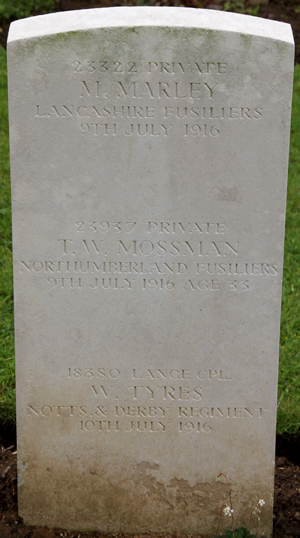 23322 PRIVATE
M. MARLEY
LANCASHIRE FUSILIERS
9TH JULY 1916
23937 PRIVATE
T. W. MOSSMAN
NORTHUMBERLAND FUSILIERS
9TH JULY 1916 AGE 33
18380 LANCE CPL.
W. TYRES
NOTTS. & DERBY REGIMENT
10TH JULY 1916